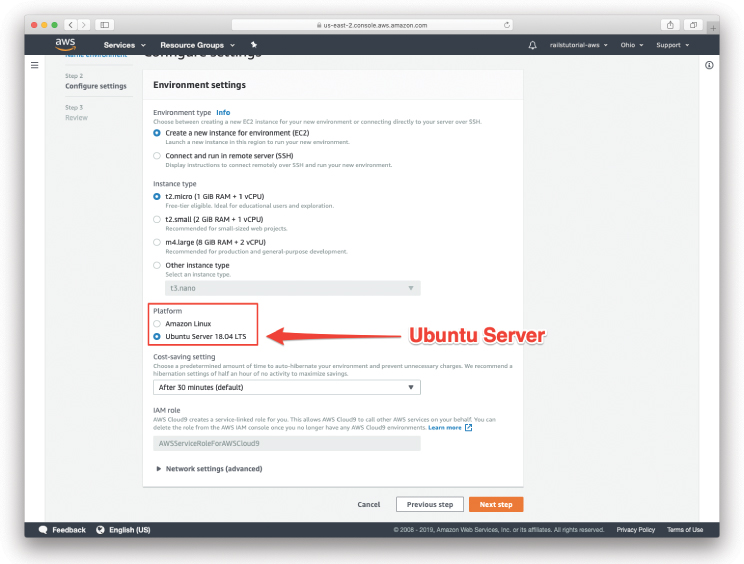 us-east-2.console.aws.amazon.com
aws
Services
Resource Groups
railstutorial-aws
Ohio
Support
Name environment
Configure settings
Step 2
Configure settings
Step 3
Review
Environment settings
Environment type Info
Choose between creating a new EC2 instance for your new environment or connecting directly to your server over SSH.
Create a new instance for environment (EC2)
Launch a new instance in this region to run your new environment.
Connect and run in remote server (SSH)
Display instructions to connect remotely over SSH and run your new environment.
Instance type
t2.micro (1 GiB RAM + 1 vCPU)
Free-tier eligible. Ideal for educational users and exploration.
t2.small (2 GiB RAM + 1 vCPU)
Recommended for small-sized web projects.
m4.large (8 GiB RAM + 2 vCPU)
Recommended for production and general-purpose development.
Other instance type
Select an instance type.
t3.nano
Platform
Amazon Linux
Ubuntu Server 18.04 LTS
Ubuntu Server
Cost-saving setting
Choose a predetermined amount of time to auto-hibernate your environment and prevent unnecessary charges. We recommend a
hibernation settings of half an hour of no activity to maximize savings.
After 30 minutes (default)
IAM role
AWS Cloud9 creates a service-linked role for you. This allows AWS Cloud9 to call other AWS services on your behalf. You can
delete the role from the AWS IAM console once you no longer have any AWS Cloud9 environments. Learn more
AWSServiceRoleForAWSCloud9
Network settings (advanced)
Cancel
Previous step
Next step
Feedback
English (US)
© 2008 - 2019, Amazon Web Services, Inc. or its affiliates. All rights reserved.
Privacy Policy
Terms of Use